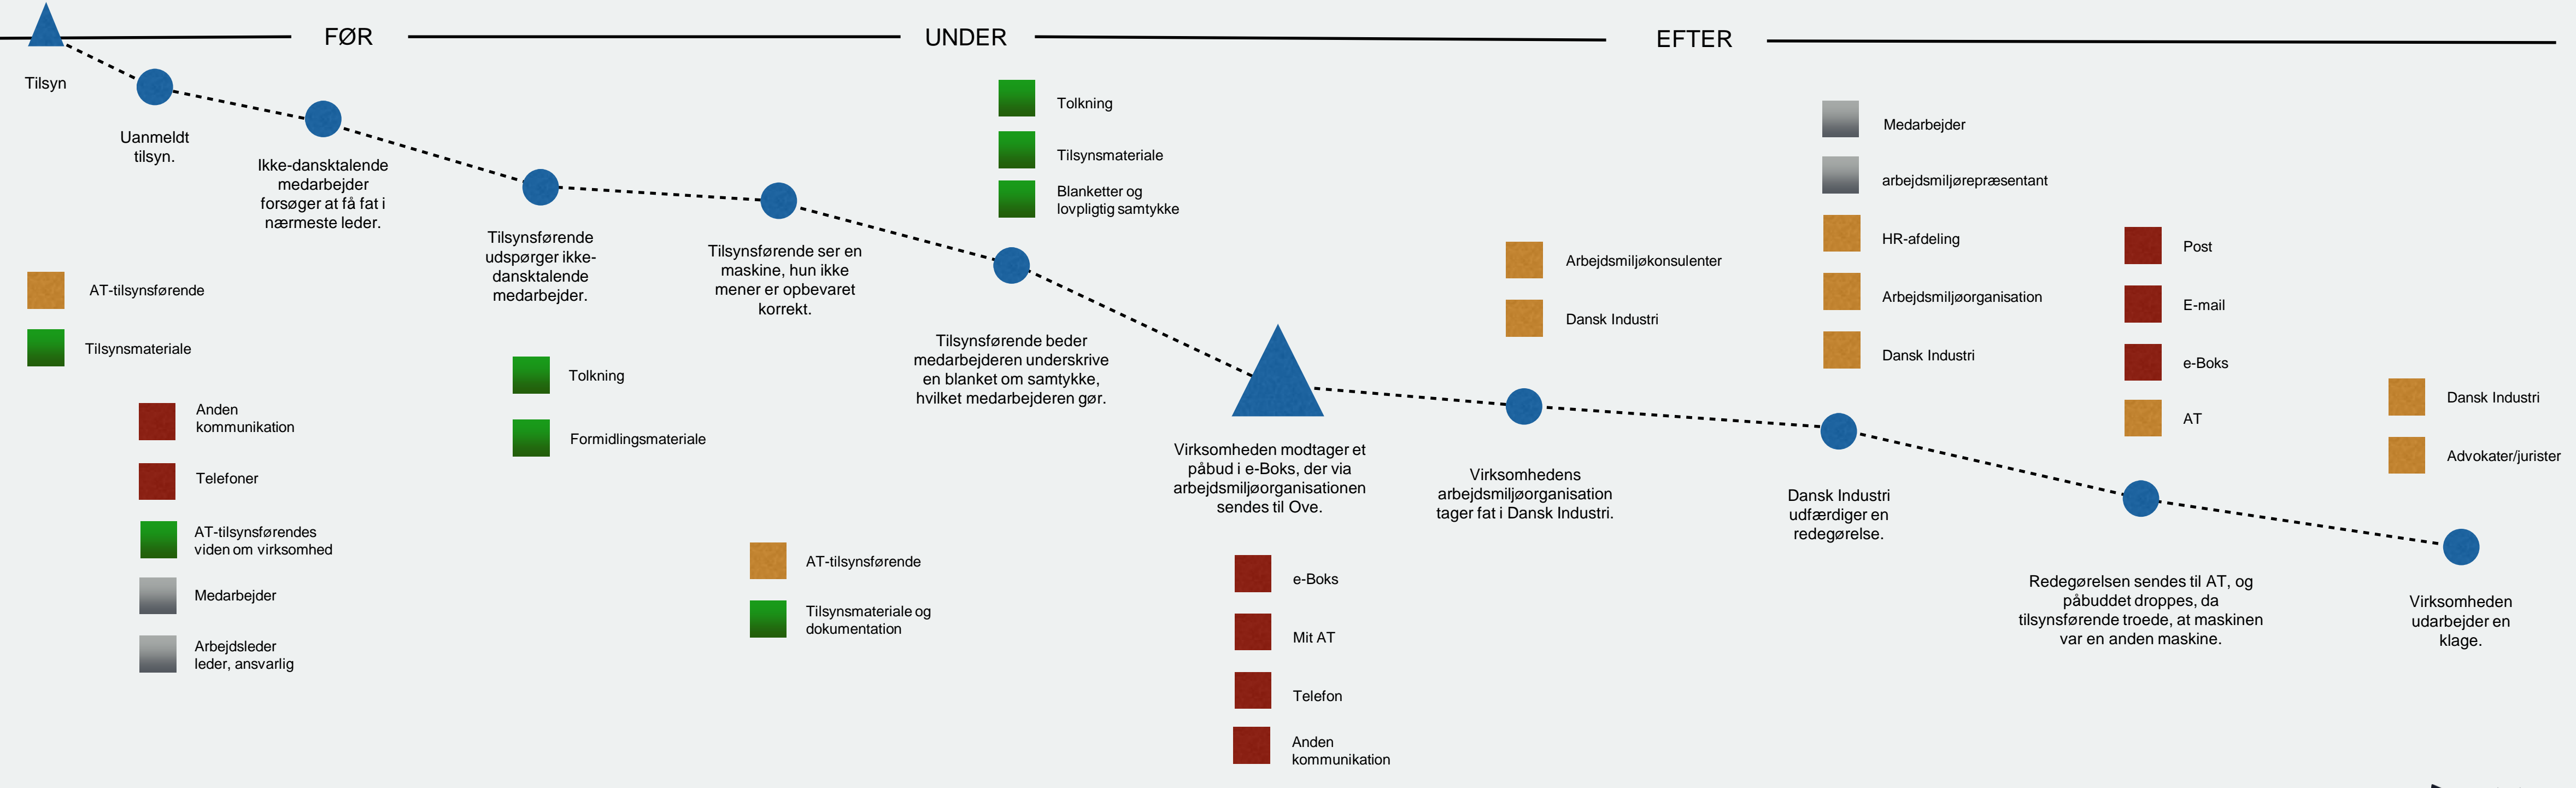 FØR
UNDER
EFTER
Tilsyn
Uanmeldt
tilsyn.
Ikke-dansktalende
medarbejder
forsøger at få fat i
nærmeste leder.
Tilsynsførende
udspørger ikke-
dansktalende
medarbejder.
Tilsynsførende ser en
maskine, hun ikke
mener er opbevaret
korrekt.
Tilsynsførende beder
medarbejderen underskrive
en blanket om samtykke,
hvilket medarbejderen gør.
Virksomheden modtager et
påbud i e-Boks, der via
arbejdsmiljøorganisationen
sendes til Ove.
Virksomhedens
arbejdsmiljøorganisation
tager fat i Dansk Industri.
Dansk Industri
udfærdiger en
redegørelse.
Redegørelsen sendes til AT, og
påbuddet droppes, da
tilsynsførende troede, at maskinen
var en anden maskine.
Virksomheden
udarbejder en
klage.
AT-tilsynsførende
Tilsynsmateriale
Anden
kommunikation
Telefoner
AT-tilsynsførendes
viden om virksomhed
Medarbejder
Arbejdsleder
leder, ansvarlig
Tolkning
Formidlingsmateriale
AT-tilsynsførende
Tilsynsmateriale og
dokumentation
Tolkning
Tilsynsmateriale
Blanketter og
lovpligtig samtykke
e-Boks
Mit AT
Telefon
Anden
kommunikation
Arbejdsmiljøkonsulenter
Dansk Industri
Medarbejder
arbejdsmiljørepræsentant
HR-afdeling
Arbejdsmiljøorganisation
Dansk Industri
Post
E-mail
e-Boks
AT
Dansk Industri
Advokater/jurister